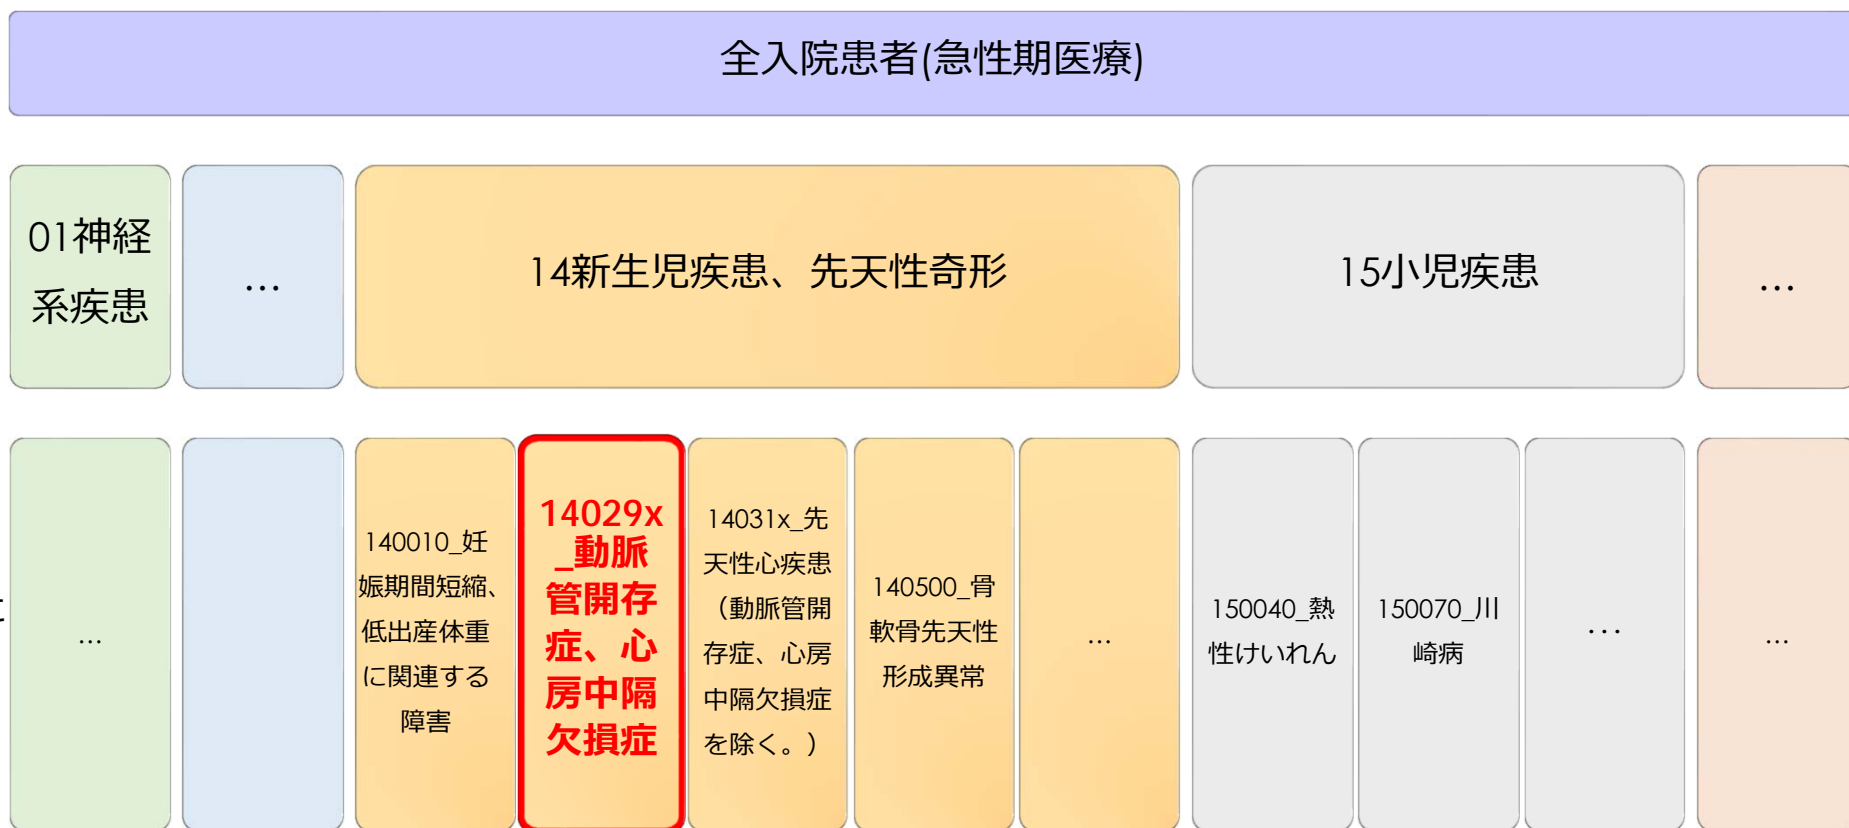 全入院患者(急性期医療)
01神経
系疾患
…
14新生児疾患、先天性奇形
15小児疾患
…
…
140010_妊
娠期間短縮、
低出産体重
に関連する
障害
14029x
_動脈
管開存
症、心
房中隔
欠損症
14031x_先
天性心疾患
（動脈管開
存症、心房
中隔欠損症
を除く。）
140500_骨
軟骨先天性
形成異常
…
150040_熱
性けいれん
150070_川
崎病
…
…